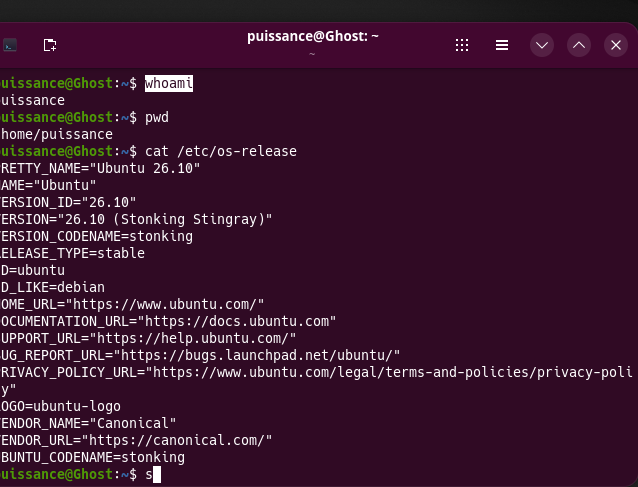 puissance@Ghost: ~
~
uissance@Ghost:~$ whoami
uissance
uissance@Ghost:~$ pwd
home/puissance
uissance@Ghost:~$ cat /etc/os-release
RETTY_NAME="Ubuntu 26.10"
AME="Ubuntu"
ERSION_ID="26.10"
ERSION="26.10 (Stonking Stingray)"
ERSION_CODENAME=stonking
ELEASE_TYPE=stable
D=ubuntu
D_LIKE=debian
OME_URL="https://www.ubuntu.com/"
OCUMENTATION_URL="https://docs.ubuntu.com"
UPPORT_URL="https://help.ubuntu.com/"
UG_REPORT_URL="https://bugs.launchpad.net/ubuntu/"
RIVACY_POLICY_URL="https://www.ubuntu.com/legal/terms-and-policies/privacy-poli
y"
OGO=ubuntu-logo
ENDOR_NAME="Canonical"
ENDOR_URL="https://canonical.com/"
BUNTU_CODENAME=stonking
uissance@Ghost:~$ s